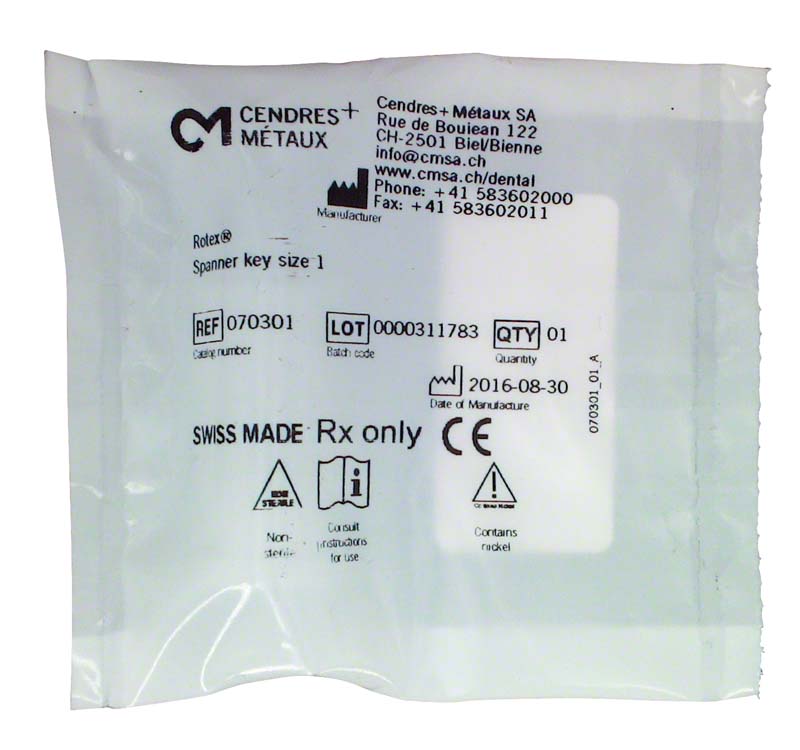 CM CENDRES+
MÉTAUX
Cendres+Métaux SA
Rue de Boujean 122
CH-2501 Biel/Bienne
info@cmsa.ch
www.cmsa.ch/dental
Phone: +41 583602000
Fax: +41 583602011
Manufacturer
Rotex®
Spanner key size 1
REF 070301
Catalog number
LOT 0000311783
Batch code
QTY 01
Quantity
2016-08-30
Date of Manufacture
070301_01_A
SWISS MADE Rx only CE
NON
STERILE
Non-
sterile
i
Consult
instructions
for use
!
Contains
nickel